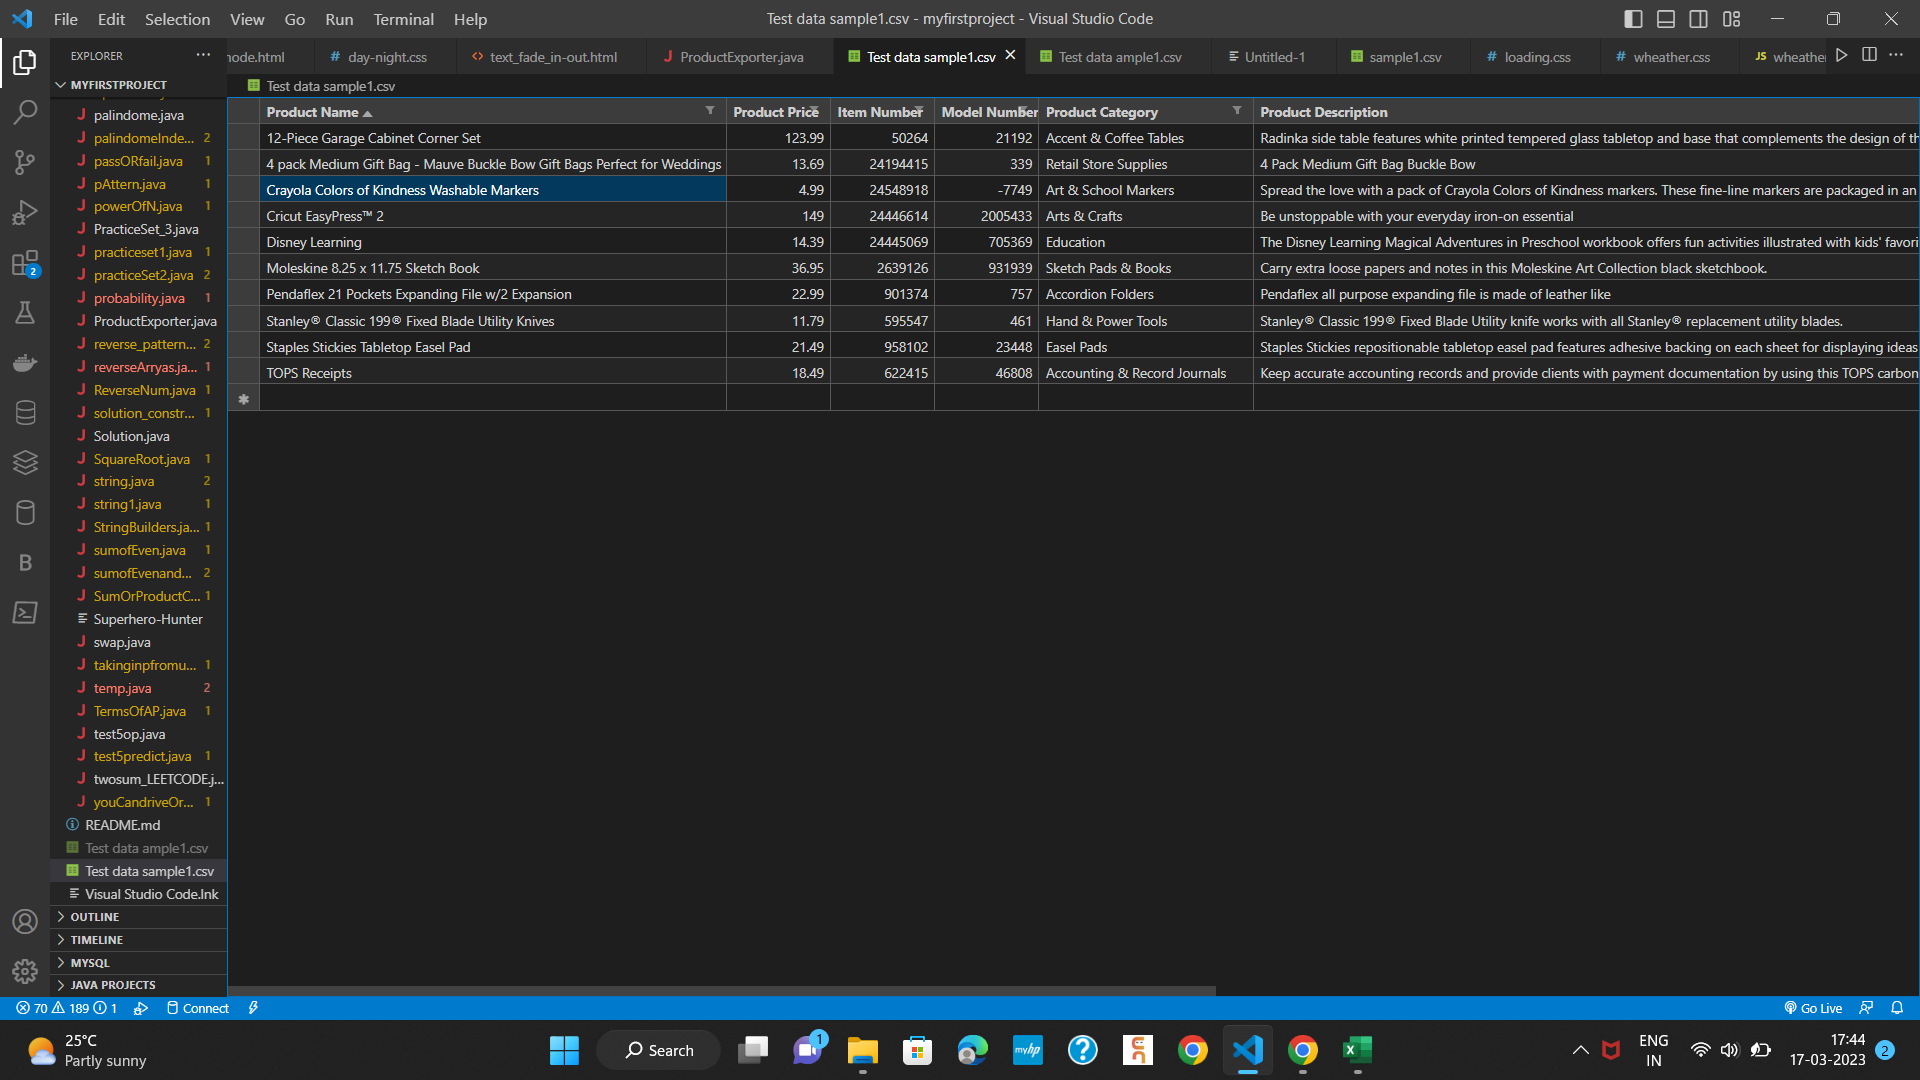 File Edit Selection View Go Run Terminal Help
Test data sample1.csv - myfirstproject - Visual Studio Code
EXPLORER
node.html
# day-night.css
<> text_fade_in-out.html
J ProductExporter.java
Test data sample1.csv
Test data ample1.csv
Untitled-1
sample1.csv
# loading.css
# wheather.css
JS wheather
MYFIRSTPROJECT
Test data sample1.csv
J palindome.java
J palindomeInde... 2
J passORfail.java 1
J pAttern.java 1
J powerOfN.java 1
J PracticeSet_3.java
J practiceset1.java 1
J practiceSet2.java 2
J probability.java 1
J ProductExporter.java
J reverse_pattern... 2
J reverseArryas.ja... 1
J ReverseNum.java 1
J solution_constr... 2
J Solution.java
J SquareRoot.java 1
J string.java 2
J string1.java 1
J StringBuilders.ja... 1
J sumofEven.java 1
J sumofEvenand... 2
J SumOrProductC... 1
Superhero-Hunter
J swap.java
J takinginpfromu... 1
J temp.java 2
J TermsOfAP.java 1
J test5op.java
J test5predict.java 1
J twosum_LEETCODE.j...
J youCandriveOr... 1
README.md
Test data ample1.csv
Test data sample1.csv
Visual Studio Code.lnk
OUTLINE
TIMELINE
MYSQL
JAVA PROJECTS
2
B
Product Name Product Price Item Number Model Number Product Category Product Description
12-Piece Garage Cabinet Corner Set 123.99 50264 21192 Accent & Coffee Tables Radinka side table features white printed tempered glass tabletop and base that complements the design of th
4 pack Medium Gift Bag - Mauve Buckle Bow Gift Bags Perfect for Weddings 13.69 24194415 339 Retail Store Supplies 4 Pack Medium Gift Bag Buckle Bow
Crayola Colors of Kindness Washable Markers 4.99 24548918 -7749 Art & School Markers Spread the love with a pack of Crayola Colors of Kindness markers. These fine-line markers are packaged in an
Cricut EasyPress™ 2 149 24446614 2005433 Arts & Crafts Be unstoppable with your everyday iron-on essential
Disney Learning 14.39 24445069 705369 Education The Disney Learning Magical Adventures in Preschool workbook offers fun activities illustrated with kids' favori
Moleskine 8.25 x 11.75 Sketch Book 36.95 2639126 931939 Sketch Pads & Books Carry extra loose papers and notes in this Moleskine Art Collection black sketchbook.
Pendaflex 21 Pockets Expanding File w/2 Expansion 22.99 901374 757 Accordion Folders Pendaflex all purpose expanding file is made of leather like
Stanley® Classic 199® Fixed Blade Utility Knives 11.79 595547 461 Hand & Power Tools Stanley® Classic 199® Fixed Blade Utility knife works with all Stanley® replacement utility blades.
Staples Stickies Tabletop Easel Pad 21.49 958102 23448 Easel Pads Staples Stickies repositionable tabletop easel pad features adhesive backing on each sheet for displaying ideas
TOPS Receipts 18.49 622415 46808 Accounting & Record Journals Keep accurate accounting records and provide clients with payment documentation by using this TOPS carbon
✱
70 189 1 Connect
Go Live
25°C
Partly sunny
Search
1
myhp
?
ENG
IN
17:44
17-03-2023
2